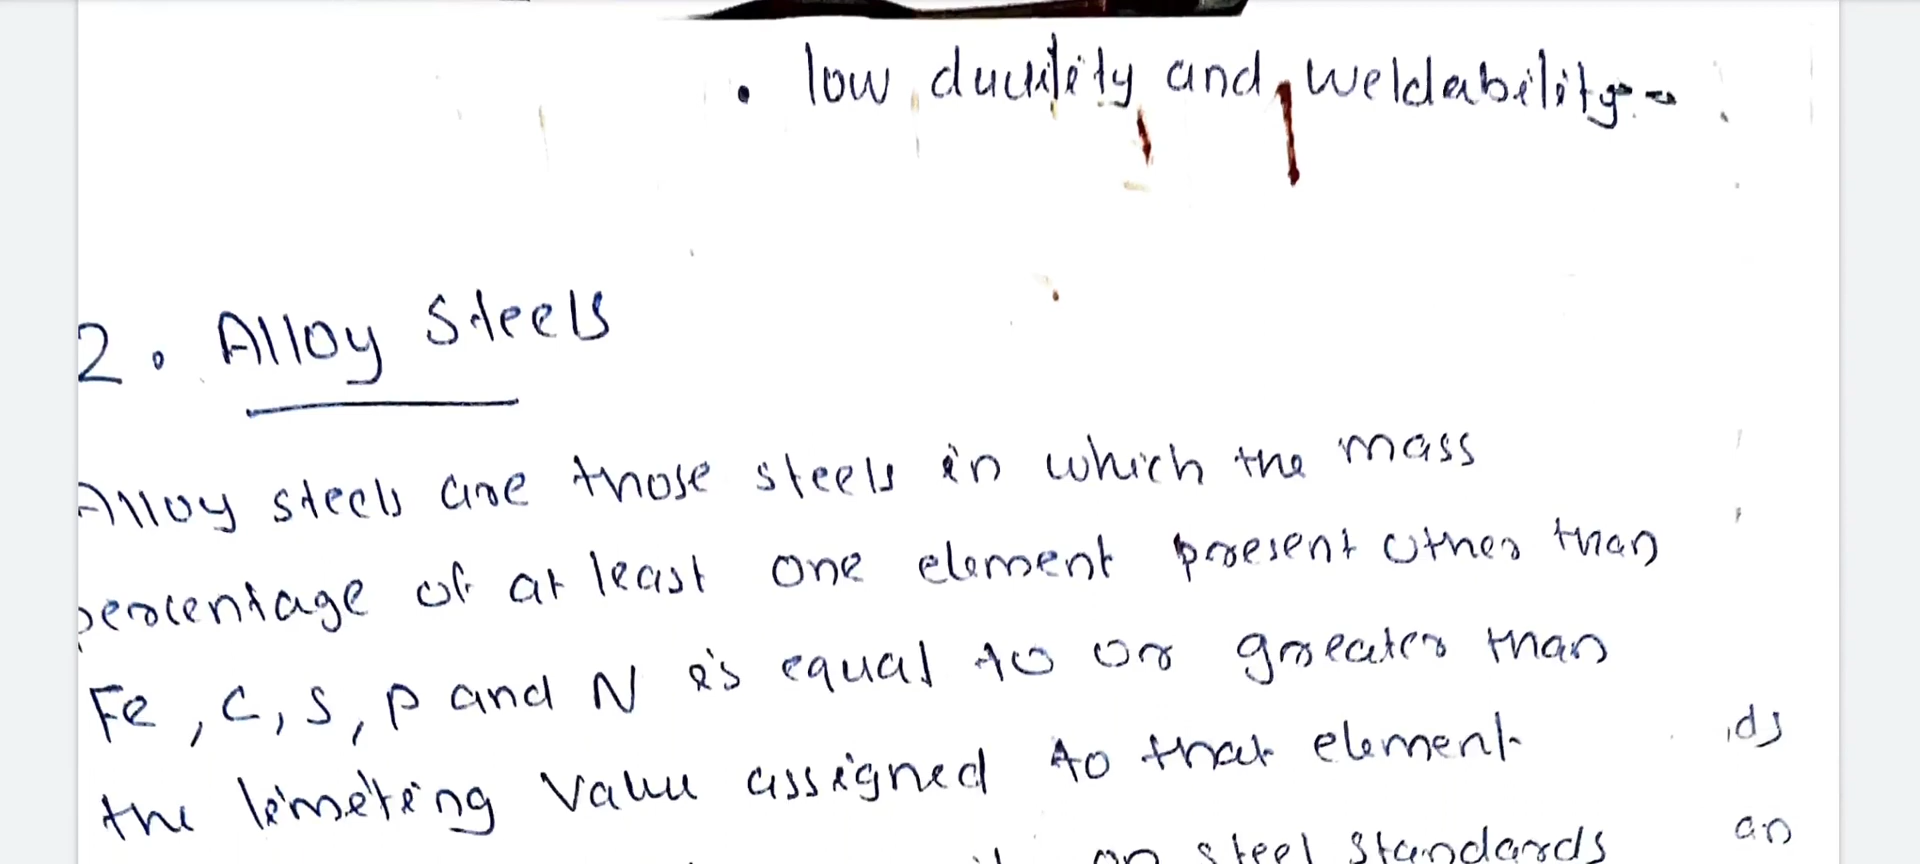 • low ductility and weldability-
2. Alloy Steels
Alloy steels are those steels in which the mass
percentage of at least one element present other than
Fe, C, S, P and N is equal to or greater than
the limiting value assigned to that element
ds
on steel standards
an